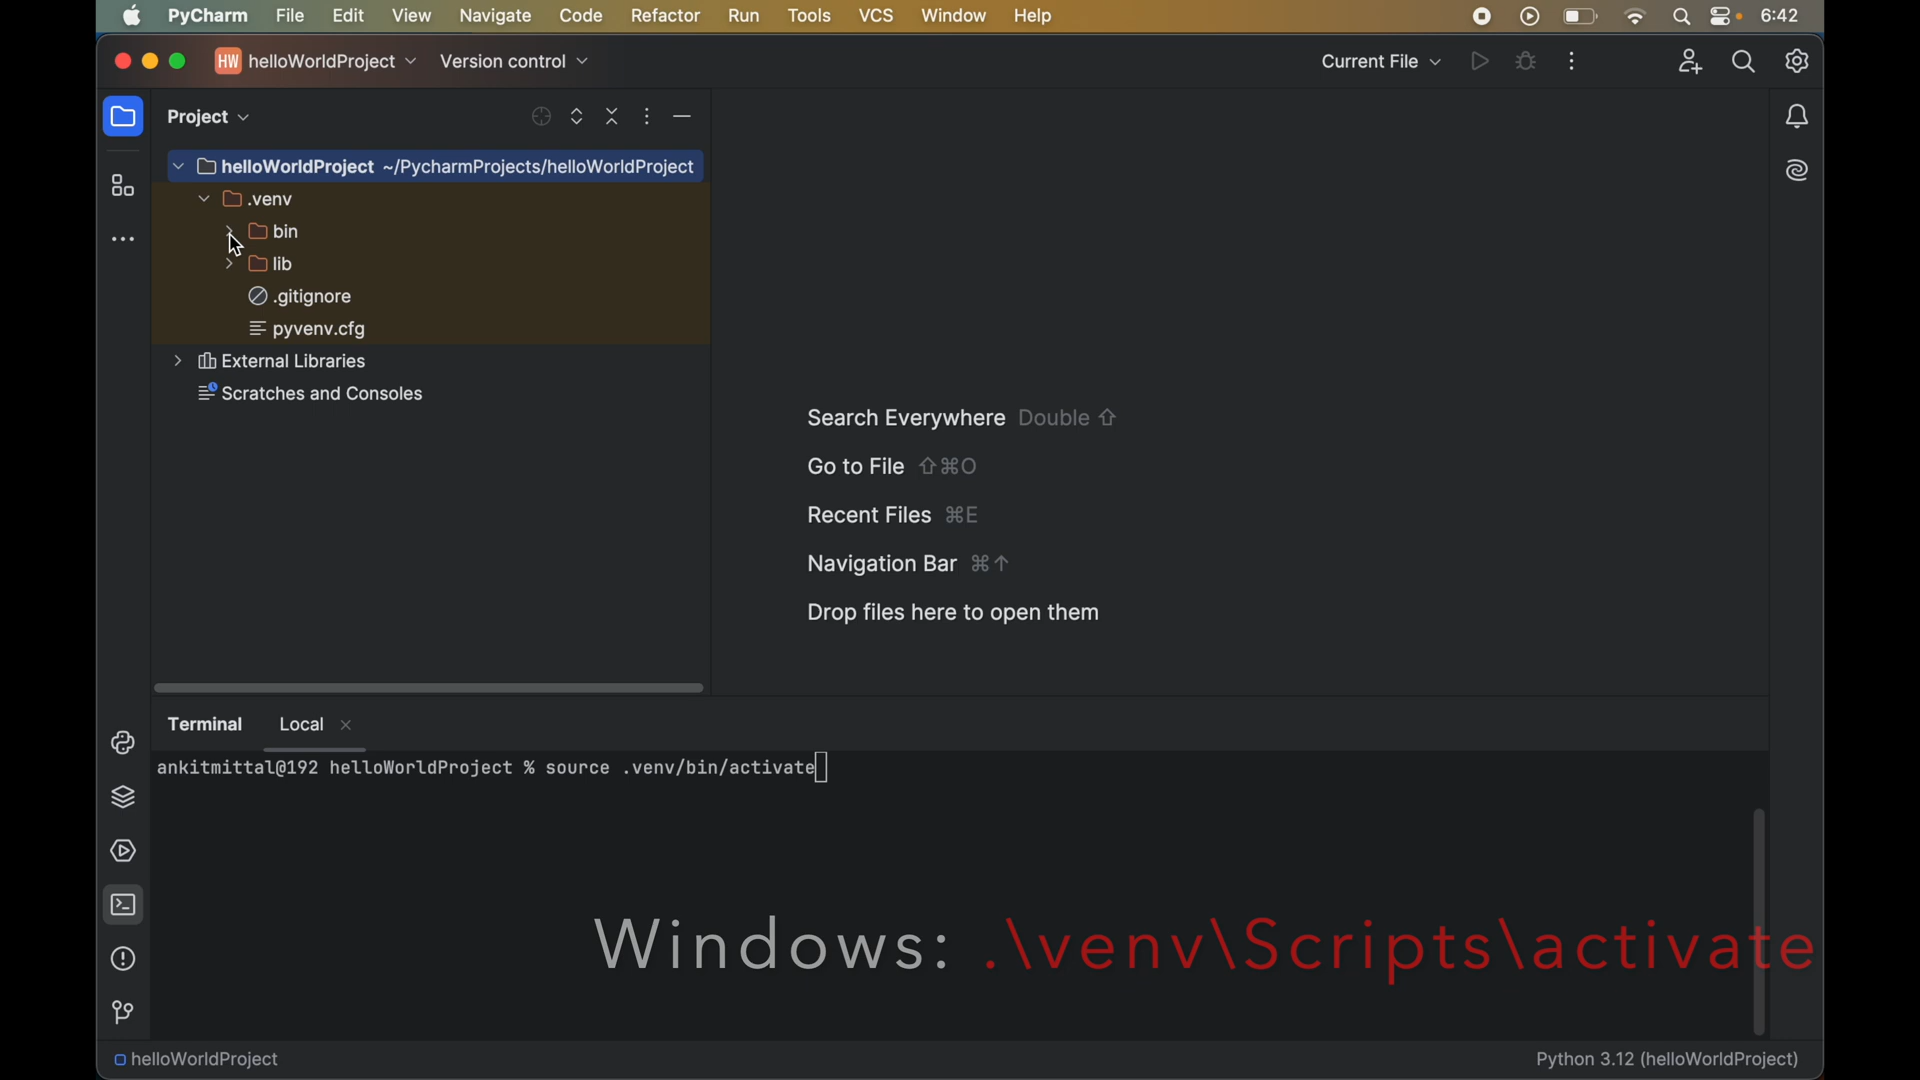 PyCharm File Edit View Navigate Code Refactor Run Tools VCS Window Help 6:42
HW helloWorldProject Version control Current File
Project
helloWorldProject ~/PycharmProjects/helloWorldProject
.venv
bin
lib
.gitignore
pyvenv.cfg
External Libraries
Scratches and Consoles
Search Everywhere Double ⇧
Go to File ⇧⌘O
Recent Files ⌘E
Navigation Bar ⌘↑
Drop files here to open them
Terminal Local
ankitmittal@192 helloWorldProject % source .venv/bin/activate
Windows: .\venv\Scripts\activate
helloWorldProject Python 3.12 (helloWorldProject)